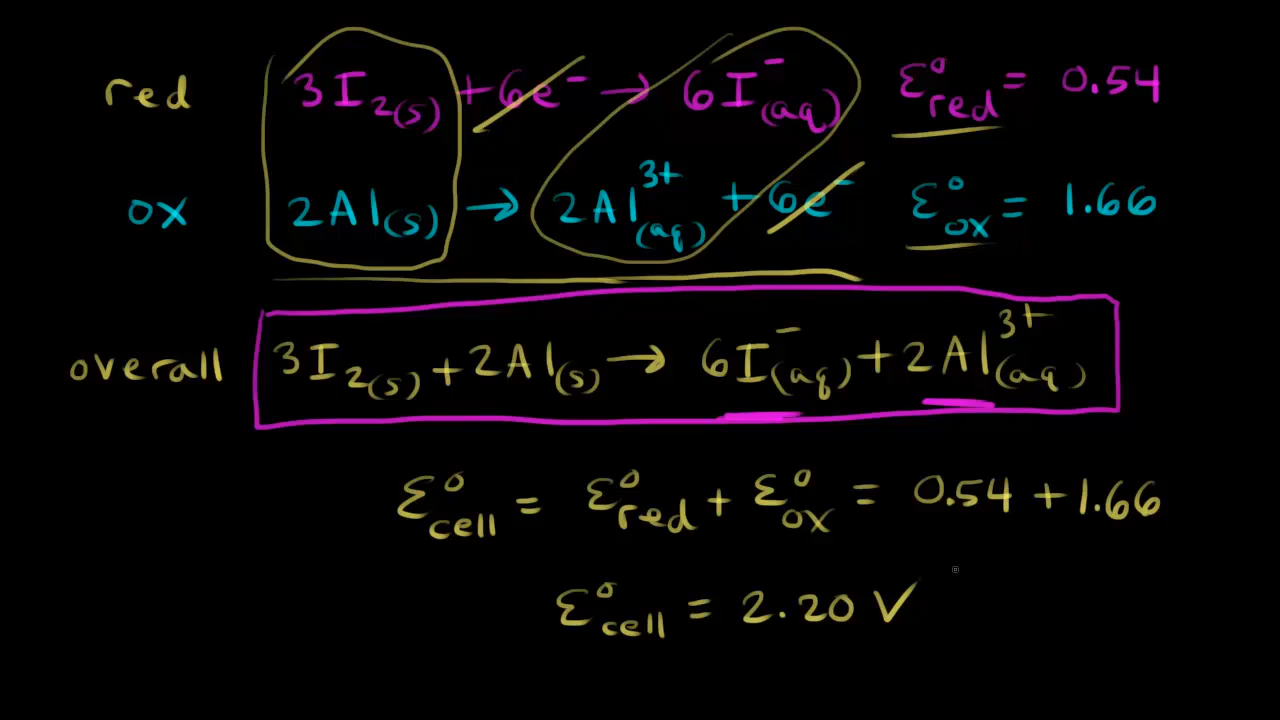 red 3I₂(s) + 6e⁻ → 6I⁻(aq) ε°red = 0.54
ox 2Al(s) → 2Al³⁺(aq) + 6e⁻ ε°ox = 1.66
overall 3I₂(s) + 2Al(s) → 6I⁻(aq) + 2Al³⁺(aq)
ε°cell = ε°red + ε°ox = 0.54 + 1.66
ε°cell = 2.20 V